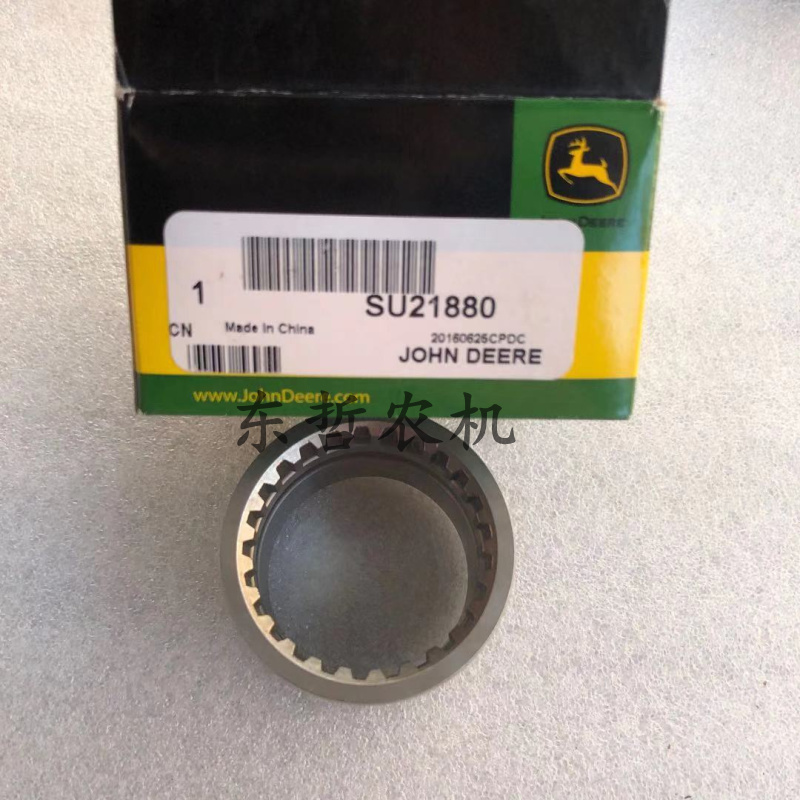 JOHN DEERE
1
SU21880
CN
Made In China
20160625CPDC
JOHN DEERE
www.JohnDeere.com
东哲农机